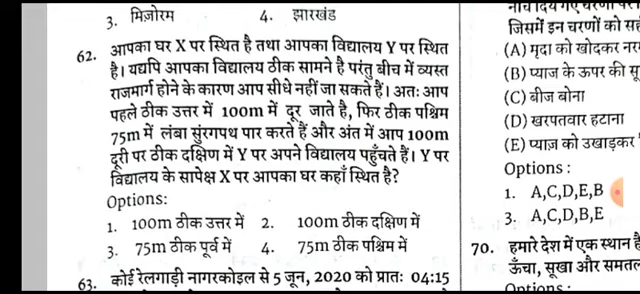 3. मिज़ोरम 4. झारखंड
62. आपका घर X पर स्थित है तथा आपका विद्यालय Y पर स्थित
है। यद्यपि आपका विद्यालय ठीक सामने है परंतु बीच में व्यस्त
राजमार्ग होने के कारण आप सीधे नहीं जा सकते हैं। अतः आप
पहले ठीक उत्तर में 100m में दूर जाते है, फिर ठीक पश्चिम
75m में लंबा सुंरगपथ पार करते हैं और अंत में आप 100m
दूरी पर ठीक दक्षिण में Y पर अपने विद्यालय पहुँचते हैं। Y पर
विद्यालय के सापेक्ष X पर आपका घर कहाँ स्थित है?
Options:
1. 100m ठीक उत्तर में 2. 100m ठीक दक्षिण में
3. 75m ठीक पूर्व में 4. 75m ठीक पश्चिम में
63. कोई रेलगाड़ी नागरकोइल से 5 जून, 2020 को प्रातः 04:15
जिसमें इन चरणों को
(A) मृदा को खोदकर
(B) प्याज के ऊपर की
(C) बीज बोना
(D) खरपतवार हटाना
(E) प्याज़ को उखाड़कर
Options :
1. A,C,D,E,B
3. A,C,D,B,E
70. हमारे देश में एक स्थान
ऊँचा, सूखा और
Options: